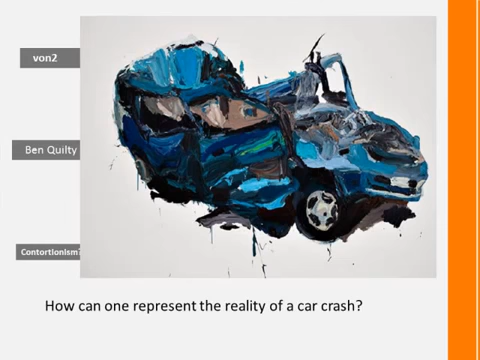 von2
Ben Quilty
Contortionism?
How can one represent the reality of a car crash?